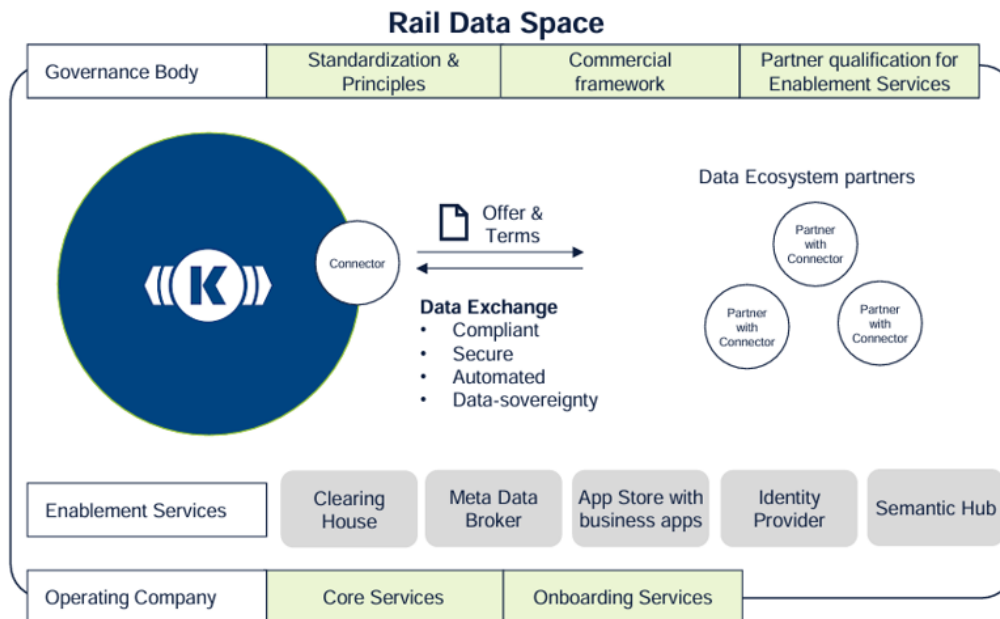 Rail Data Space
Governance Body
Standardization &
Principles
Commercial
framework
Partner qualification for
Enablement Services
Data Ecosystem partners
Offer &
Terms
Partner
with
Connector
K
Connector
Data Exchange
• Compliant
• Secure
• Automated
• Data-sovereignty
Partner
with
Connector
Partner
with
Connector
Enablement Services
Clearing
House
Meta Data
Broker
App Store with
business apps
Identity
Provider
Semantic Hub
Operating Company
Core Services
Onboarding Services